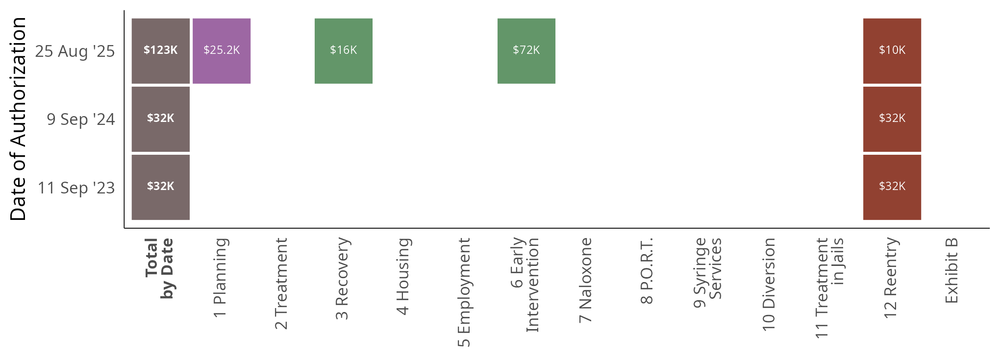 Date of Authorization
25 Aug '25
$123K
$25.2K
$16K
$72K
$10K
9 Sep '24
$32K
$32K
11 Sep '23
$32K
$32K
Total
by Date
1 Planning
2 Treatment
3 Recovery
4 Housing
5 Employment
6 Early
Intervention
7 Naloxone
8 P.O.R.T.
9 Syringe
Services
10 Diversion
11 Treatment
in Jails
12 Reentry
Exhibit B